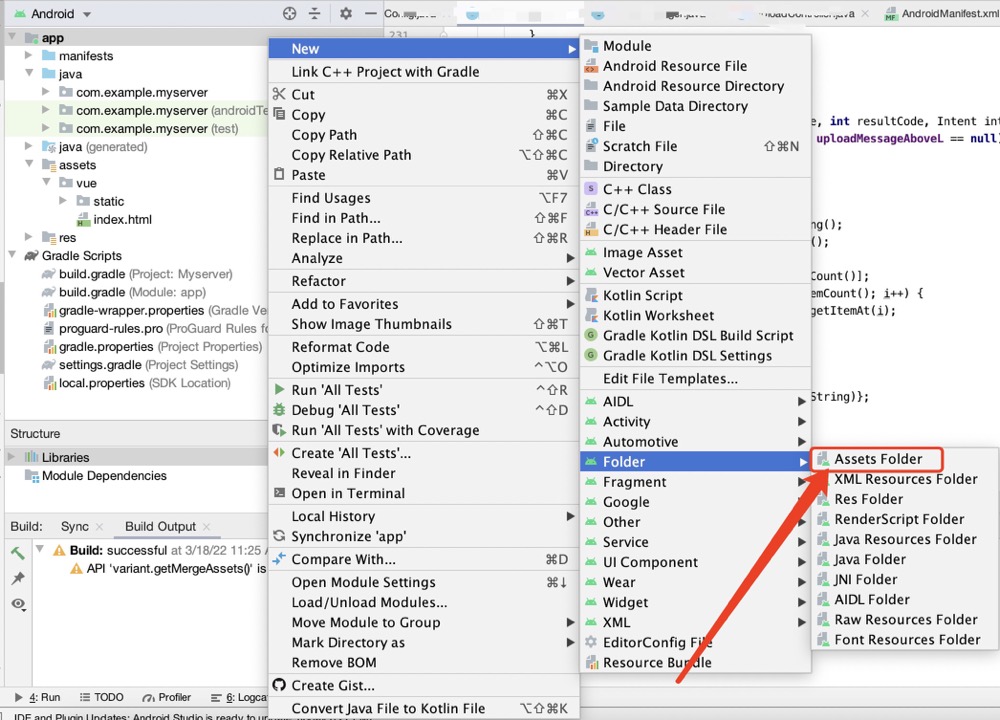 Android
AndroidManifest.xml
app
manifests
java
com.example.myserver
com.example.myserver (androidTe
com.example.myserver (test)
java (generated)
assets
vue
static
index.html
res
Gradle Scripts
build.gradle (Project: Myserver)
build.gradle (Module: app)
gradle-wrapper.properties (Gradle Ve
proguard-rules.pro (ProGuard Rules fo
gradle.properties (Project Properties)
settings.gradle (Project Settings)
local.properties (SDK Location)
Structure
Libraries
Module Dependencies
Build:
Sync
Build Output
Build: successful at 3/18/22 11:25
API 'variant.getMergeAssets()' is
4: Run
TODO
Profiler
6: Logca
231
}
New
Link C++ Project with Gradle
Cut ⌘X
Copy ⌘C
Copy Path ⇧⌘C
Copy Relative Path ⌥⇧⌘C
Paste ⌘V
Find Usages ⌥F7
Find in Path... ⇧⌘F
Replace in Path... ⇧⌘R
Analyze
Refactor
Add to Favorites
Show Image Thumbnails ⇧⌘T
Reformat Code ⌥⌘L
Optimize Imports ^⌥O
Run 'All Tests' ^⇧R
Debug 'All Tests' ^⇧D
Run 'All Tests' with Coverage
Create 'All Tests'...
Reveal in Finder
Open in Terminal
Local History
Synchronize 'app'
Compare With... ⌘D
Open Module Settings ⌘↓
Load/Unload Modules...
Move Module to Group
Mark Directory as
Remove BOM
Create Gist...
Convert Java File to Kotlin File ⌥⇧⌘K
Module
Android Resource File
Android Resource Directory
Sample Data Directory
File
Scratch File ⇧⌘N
Directory
C++ Class
C/C++ Source File
C/C++ Header File
Image Asset
Vector Asset
Kotlin Script
Kotlin Worksheet
Gradle Kotlin DSL Build Script
Gradle Kotlin DSL Settings
Edit File Templates...
AIDL
Activity
Automotive
Folder
Fragment
Google
Other
Service
UI Component
Wear
Widget
XML
EditorConfig File
Resource Bundle
Assets Folder
XML Resources Folder
Res Folder
RenderScript Folder
Java Resources Folder
Java Folder
JNI Folder
AIDL Folder
Raw Resources Folder
Font Resources Folder
, int resultCode, Intent int
uploadMessageAboveL == null
ng();
();
Count()];
emCount(); i++) {
getItemAt(i);
String)};